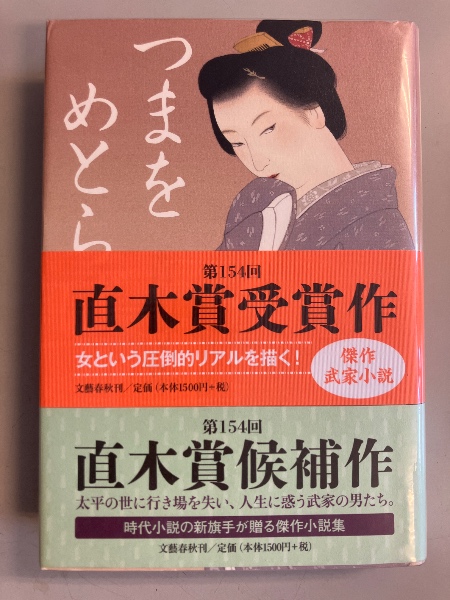 つまを
めとら
第154回
直木賞受賞作
女という圧倒的リアルを描く!
傑作
武家小説
文藝春秋刊/定価(本体1500円+税)
第154回
直木賞候補作
太平の世に行き場を失い、人生に惑う武家の男たち。
時代小説の新旗手が贈る傑作小説集
文藝春秋刊/定価(本体1500円+税)